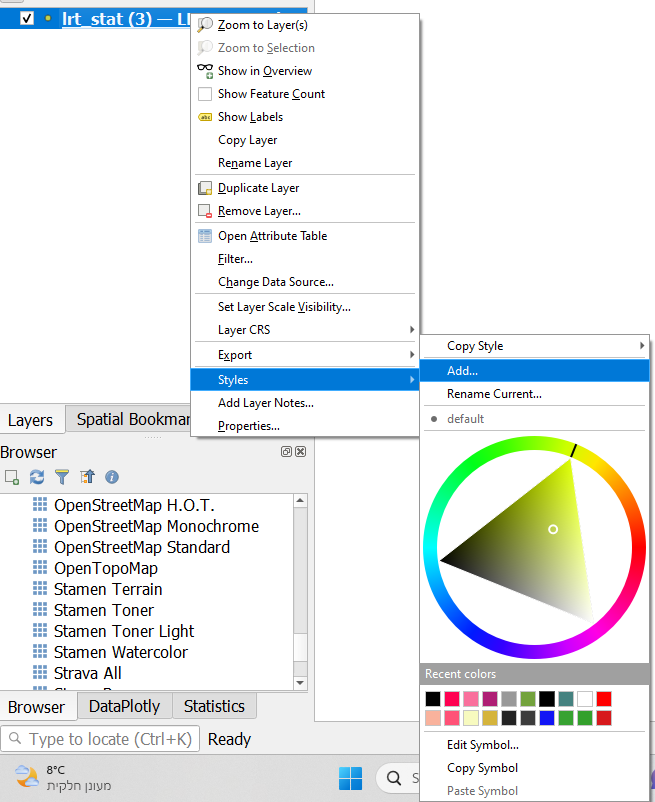 lrt_stat (3) —
Zoom to Layer(s)
Zoom to Selection
Show in Overview
Show Feature Count
abc Show Labels
Copy Layer
Rename Layer
Duplicate Layer
Remove Layer...
Open Attribute Table
Filter...
Change Data Source...
Set Layer Scale Visibility...
Layer CRS
Export
Styles
Add Layer Notes...
Properties...
Copy Style
Add...
Rename Current...
default
Recent colors
Edit Symbol...
Copy Symbol
Paste Symbol
Layers
Spatial Bookmar
Browser
OpenStreetMap H.O.T.
OpenStreetMap Monochrome
OpenStreetMap Standard
OpenTopoMap
Stamen Terrain
Stamen Toner
Stamen Toner Light
Stamen Watercolor
Strava All
Browser
DataPlotly
Statistics
Type to locate (Ctrl+K)
Ready
8°C
מעונן חלקית
S